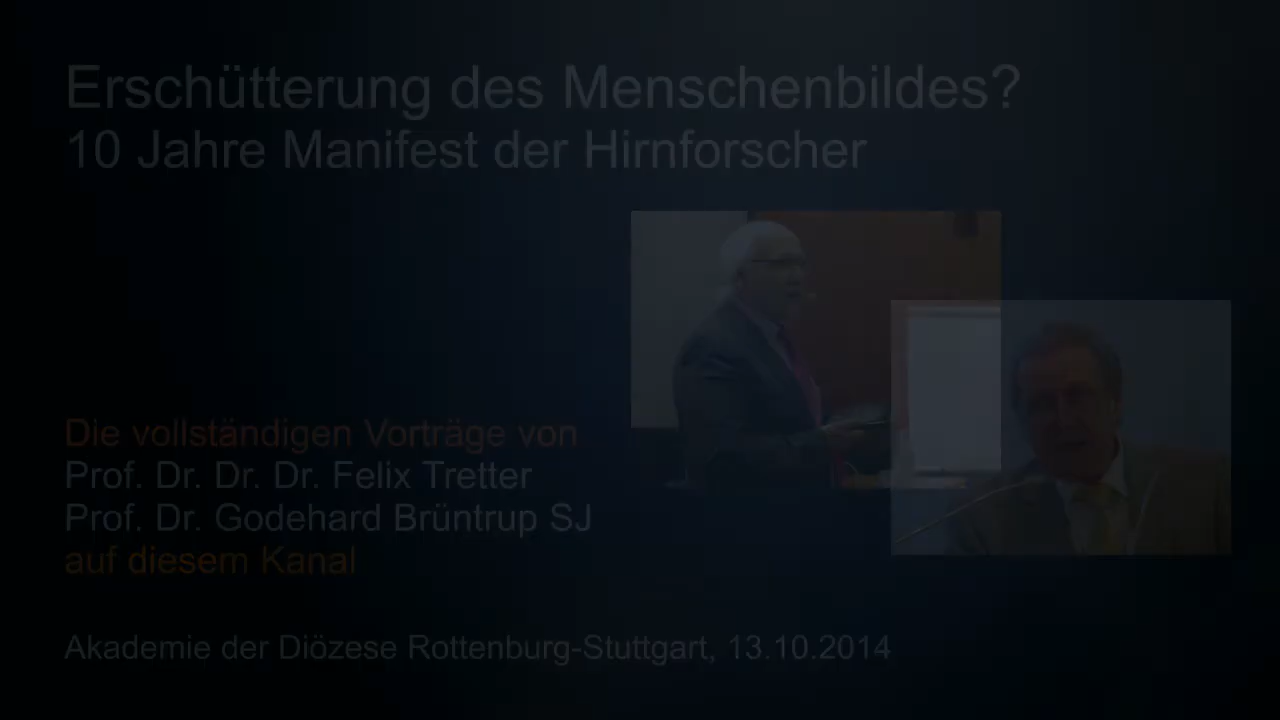 Erschütterung des Menschenbildes?
10 Jahre Manifest der Hirnforscher
Die vollständigen Vorträge von
Prof. Dr. Dr. Dr. Felix Tretter
Prof. Dr. Godehard Brüntrup SJ
auf diesem Kanal
Akademie der Diözese Rottenburg-Stuttgart, 13.10.2014